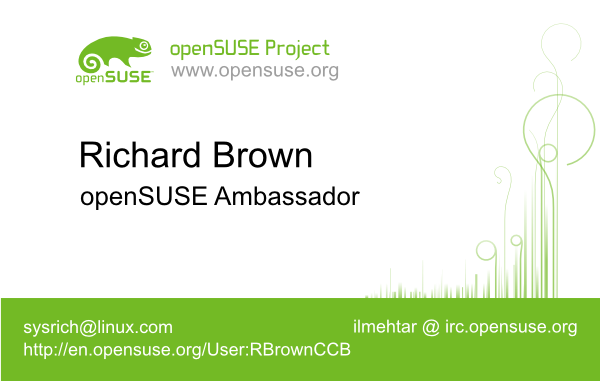 openSUSE
openSUSE Project
www.opensuse.org
Richard Brown
openSUSE Ambassador
sysrich@linux.com
ilmehtar @ irc.opensuse.org
http://en.opensuse.org/User:RBrownCCB